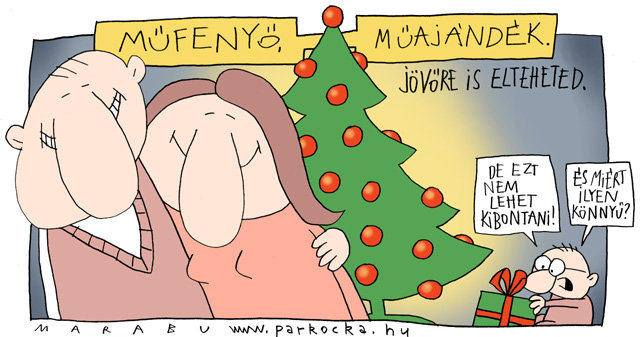 MŰFENYŐ,
MŰAJÁNDÉK.
JÖVŐRE IS ELTEHETED.
DE EZT
NEM
LEHET
KIBONTANI!
ÉS MIÉRT
ILYEN
KÖNNYŰ?
MARABU www.parkocka.hu